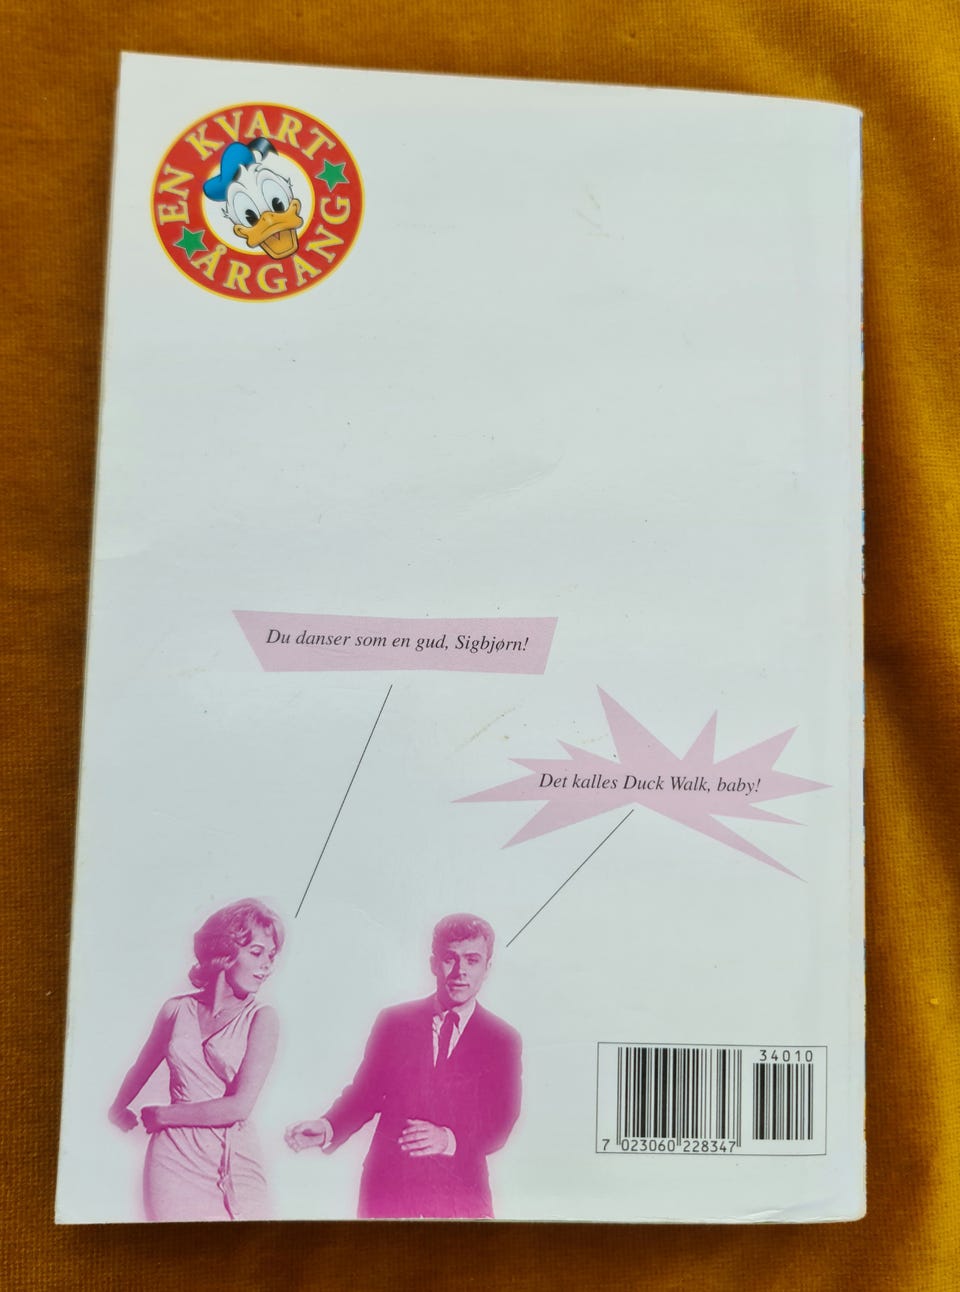 EN KVART
ÅRGANG
Du danser som en gud, Sigbjørn!
Det kalles Duck Walk, baby!
34010
7 023060 228347